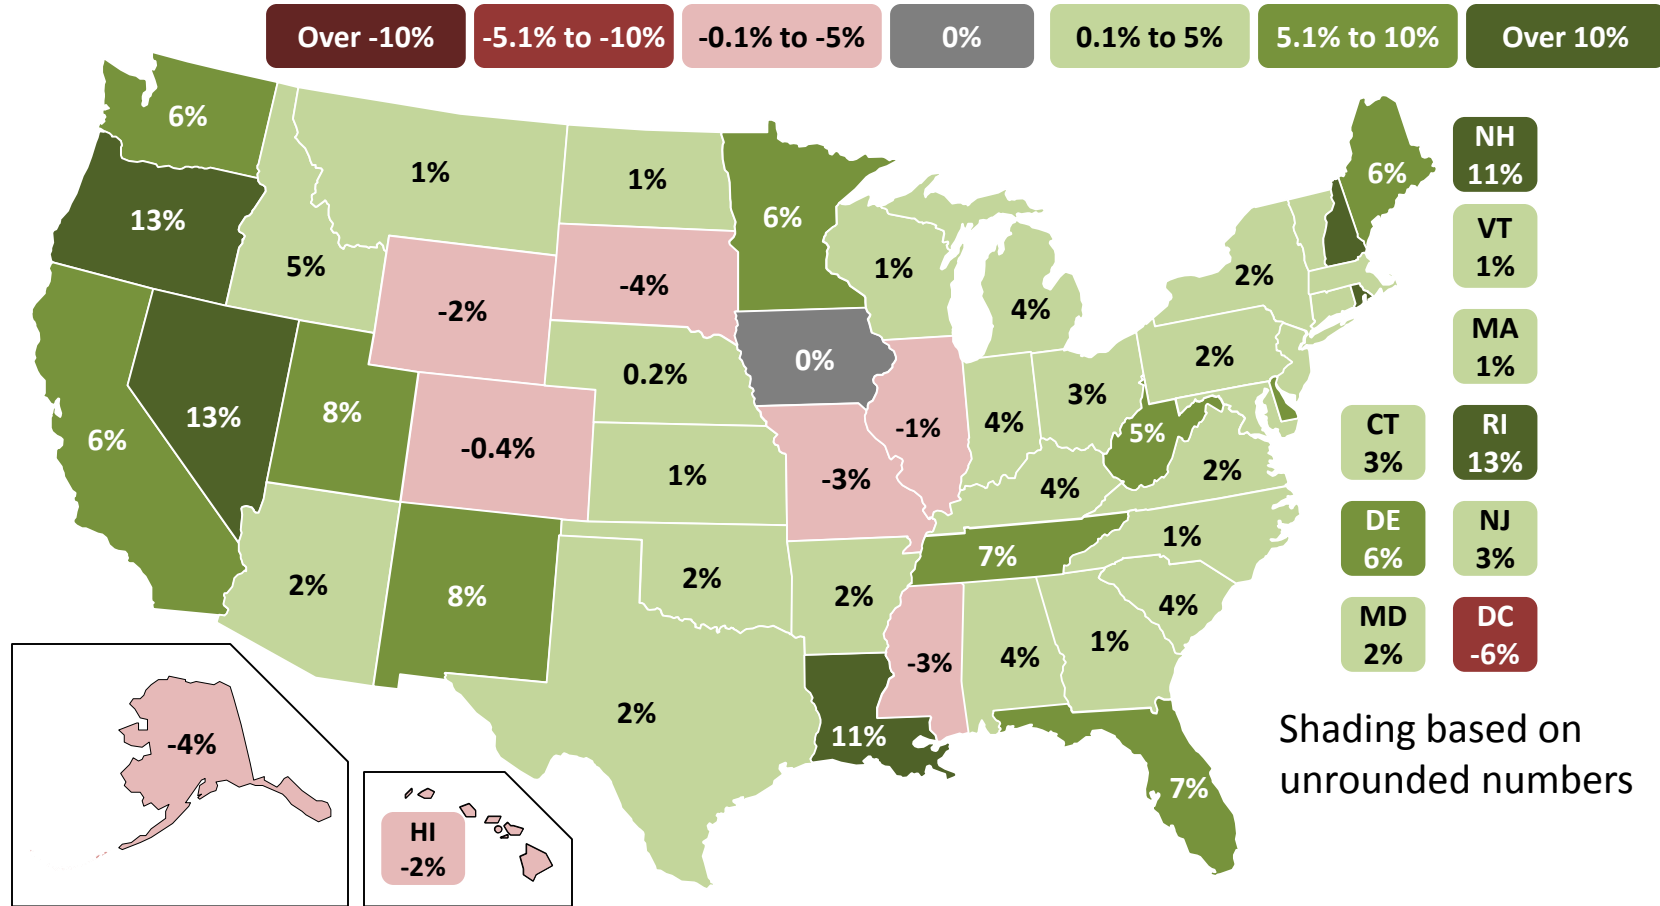 Over -10%
-5.1% to -10%
-0.1% to -5%
0%
0.1% to 5%
5.1% to 10%
Over 10%
6%
13%
6%
13%
5%
1%
-2%
8%
-0.4%
2%
8%
1%
-4%
0.2%
1%
2%
2%
6%
0%
-3%
2%
11%
1%
-1%
4%
4%
3%
5%
4%
7%
-3%
4%
1%
4%
1%
2%
2%
2%
6%
7%
NH
11%
VT
1%
MA
1%
CT
3%
RI
13%
DE
6%
NJ
3%
MD
2%
DC
-6%
-4%
HI
-2%
Shading based on
unrounded numbers